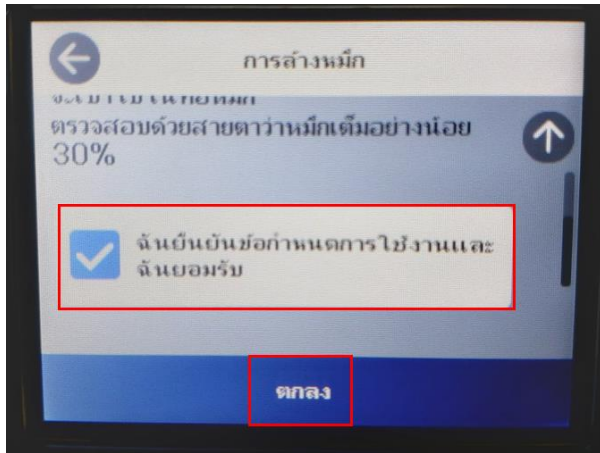 การล้างหมึก
ตรวจสอบด้วยสายตาว่าหมึกเต็มอย่างน้อย
30%
ฉันยืนยันข้อกำหนดการใช้งานและ
ฉันยอมรับ
ตกลง